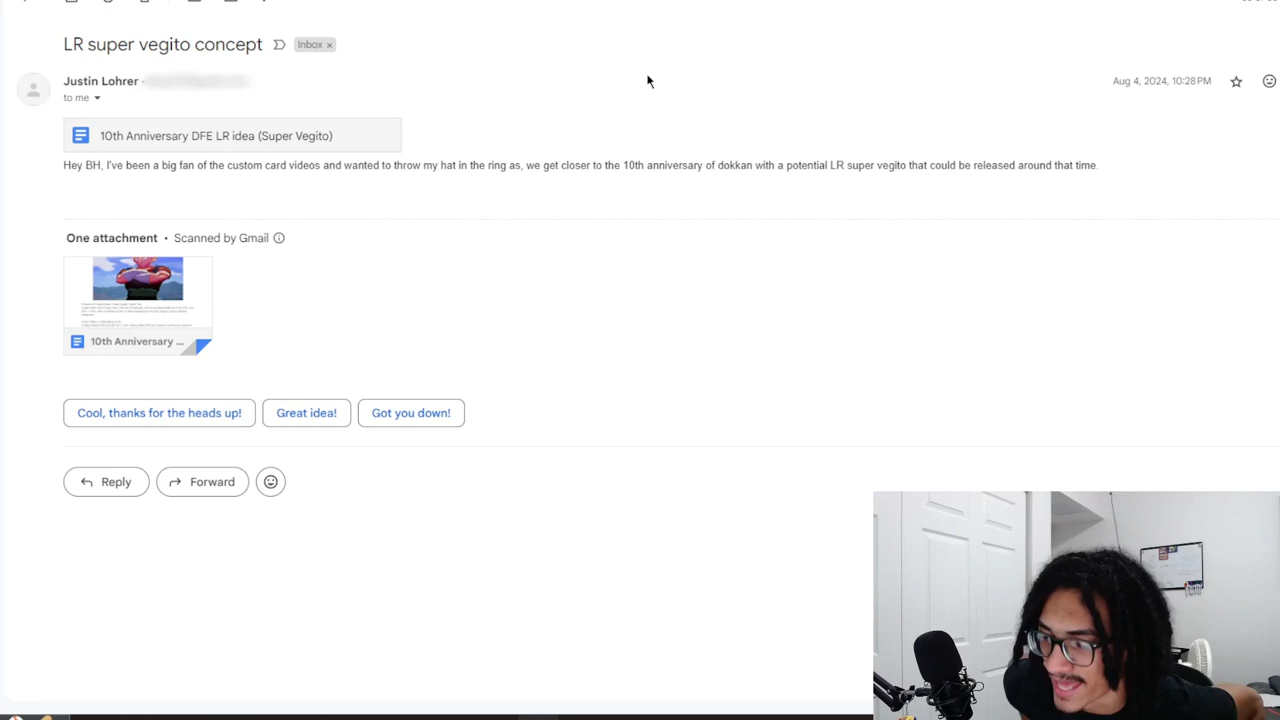 LR super vegito concept Inbox ×
Justin Lohrer
Aug 4, 2024, 10:28 PM
to me
10th Anniversary DFE LR idea (Super Vegito)
Hey BH, I've been a big fan of the custom card videos and wanted to throw my hat in the ring as, we get closer to the 10th anniversary of dokkan with a potential LR super vegito that could be released around that time.
One attachment • Scanned by Gmail
10th Anniversary ...
Cool, thanks for the heads up! Great idea! Got you down!
Reply Forward